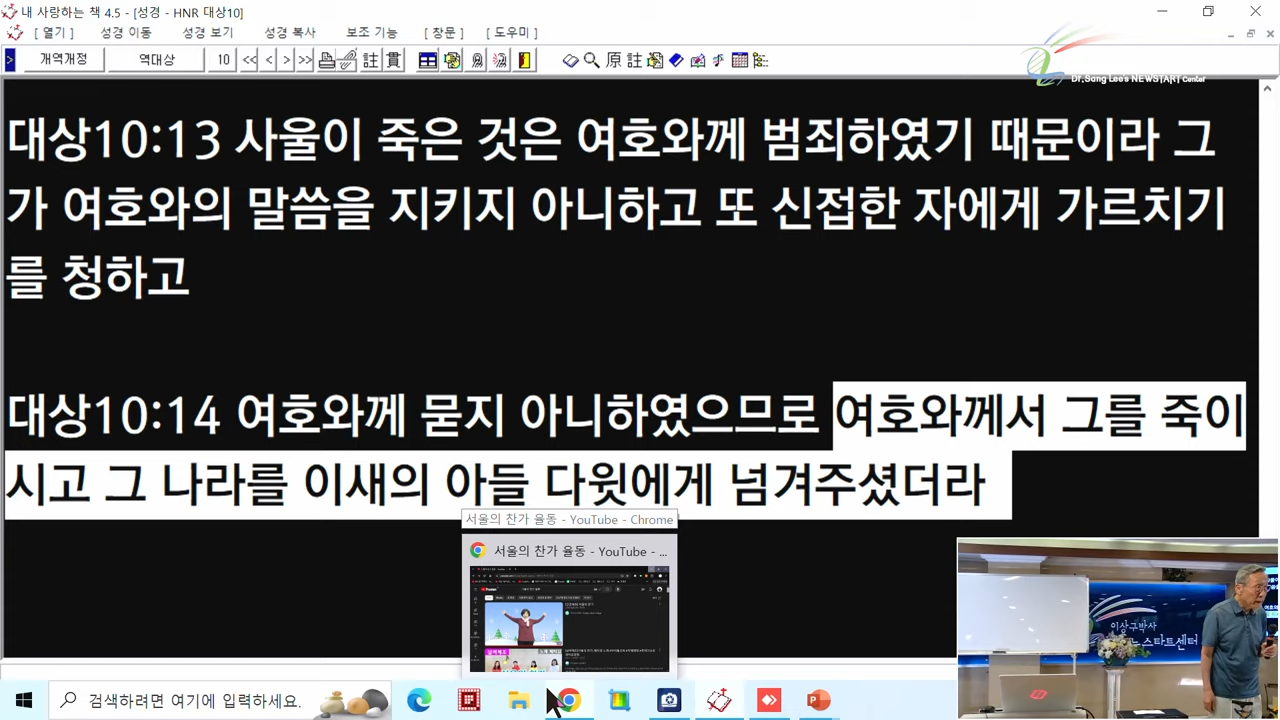 내 사랑하는 책 4.5 - [성경 - HNR 대상10]
[ 열기 ] 성경 이동 성경 보기 성경 복사 보조 기능 [ 창문 ] [ 도우미 ]
개역개정 역대상 10 << < > >> 註 貫 原 註
Dr.Sang Lee's NEWSTART Center
대상10:13 사울이 죽은 것은 여호와께 범죄하였기 때문이라 그
가 여호와의 말씀을 지키지 아니하고 또 신접한 자에게 가르치기
를 청하고
대상10:14 여호와께 묻지 아니하였으므로 여호와께서 그를 죽이
시고 그 나라를 이새의 아들 다윗에게 넘겨주셨더라
서울의 찬가 율동 - YouTube - Chrome
서울의 찬가 율동 - YouTube - ...
이상구박사
스타트센터
검색하려면 여기에 입력하세요.